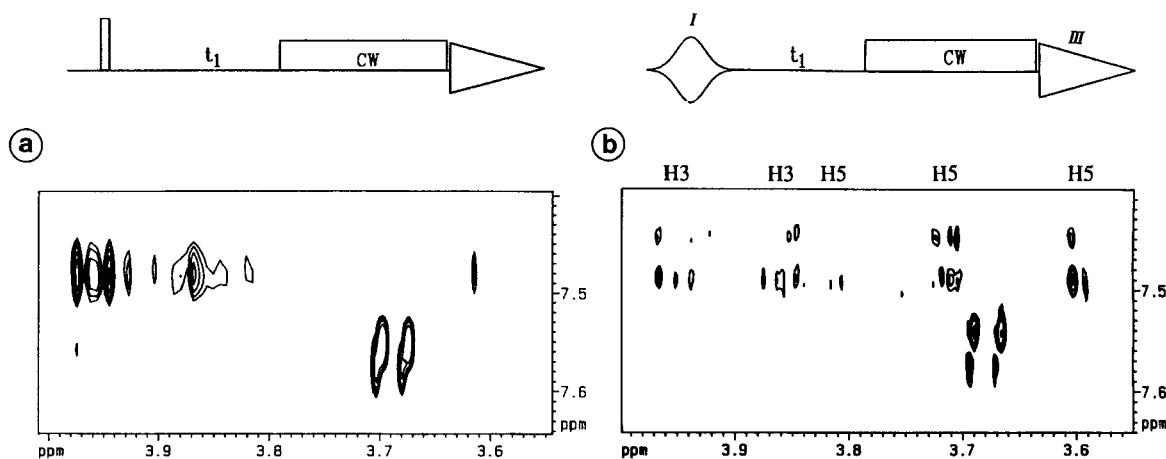 I
t1 CW
t1 CW III
a
b
H3 H3 H5 H5 H5
7.5
7.6
ppm
ppm 3.9 3.8 3.7 3.6
7.5
7.6
ppm
ppm 3.9 3.8 3.7 3.6